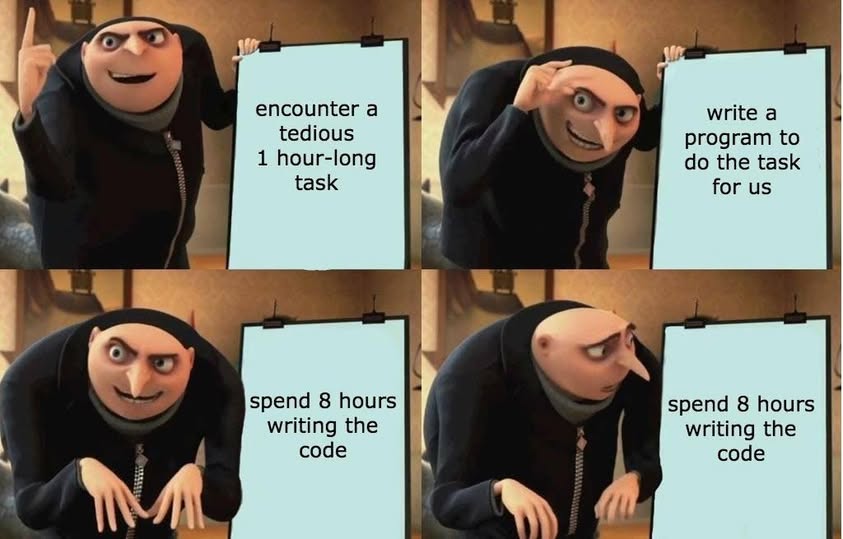 encounter a
tedious
1 hour-long
task
write a
program to
do the task
for us
spend 8 hours
writing the
code
spend 8 hours
writing the
code